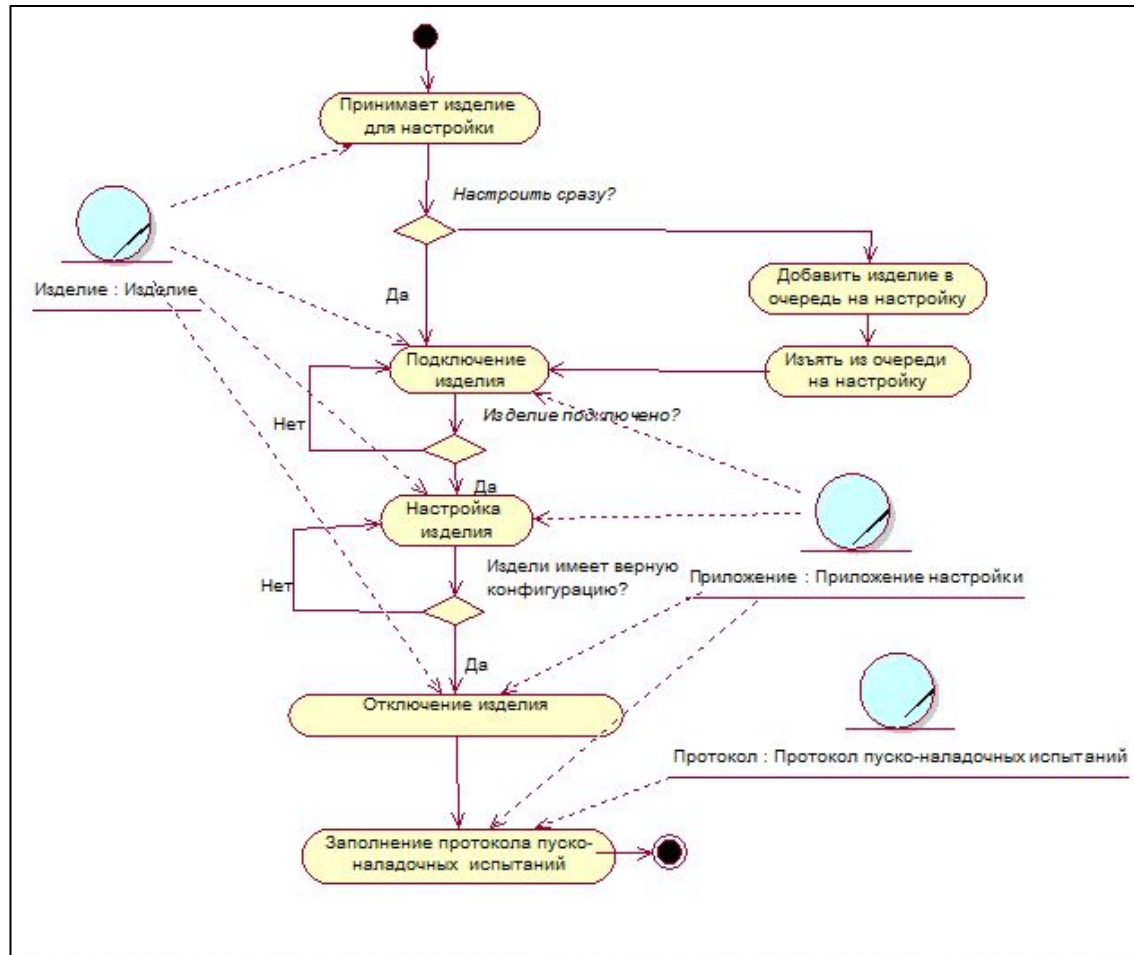 Принимает изделие
для настройки
Настроить сразу?
Добавить изделие в
очередь на настройку
Изделие : Изделие
Да
Подключение
изделия
Изъять из очереди
на настройку
Изделие подключено?
Нет
Да
Настройка
изделия
Издели имеет верную
конфигурацию?
Нет
Приложение : Приложение настройки
Да
Отключение изделия
Протокол : Протокол пуско-наладочных испытаний
Заполнение протокола пуско-
наладочных испытаний